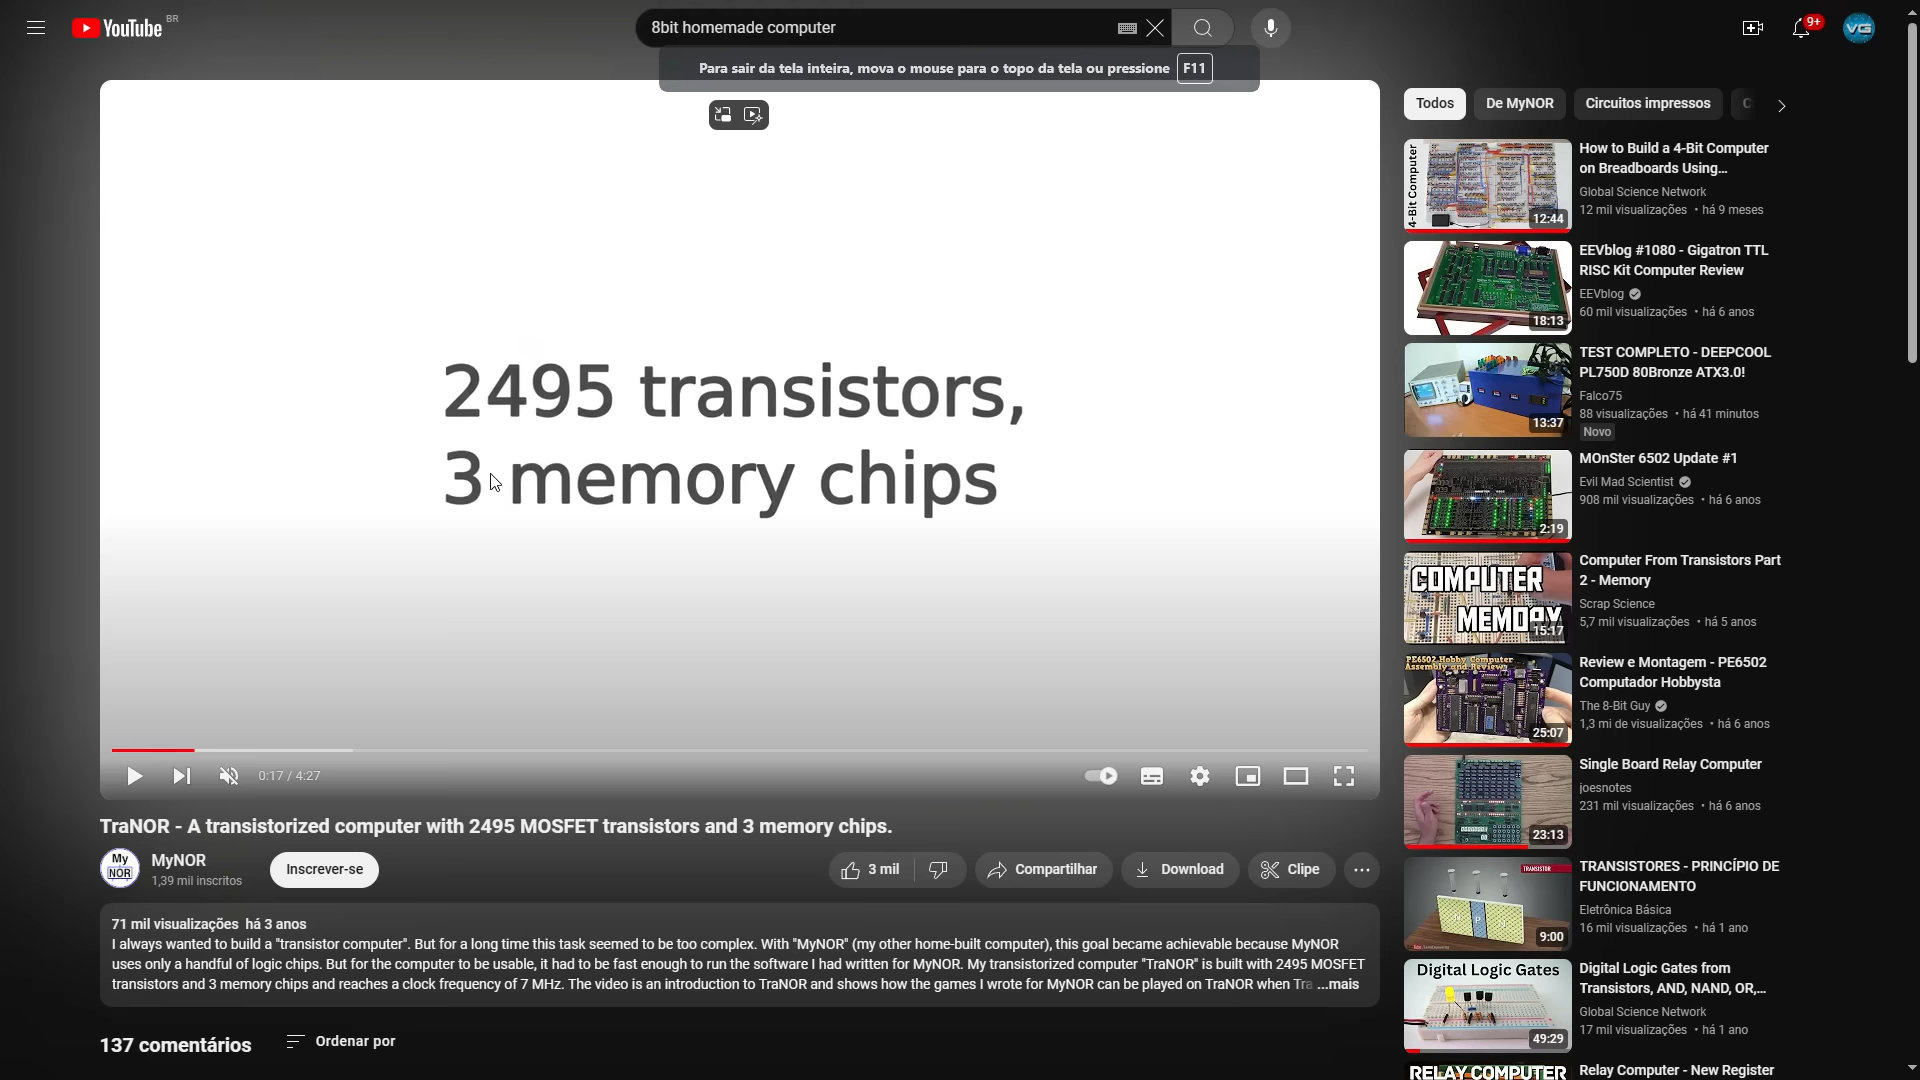 YouTube BR
8bit homemade computer
9+
VG
Para sair da tela inteira, mova o mouse para o topo da tela ou pressione F11
2495 transistors,
3 memory chips
0:17 / 4:27
TraNOR - A transistorized computer with 2495 MOSFET transistors and 3 memory chips.
My
NOR
MyNOR
1,39 mil inscritos
Inscrever-se
3 mil
Compartilhar
Download
Clipe
71 mil visualizações há 3 anos
I always wanted to build a "transistor computer". But for a long time this task seemed to be too complex. With "MyNOR" (my other home-built computer), this goal became achievable because MyNOR
uses only a handful of logic chips. But for the computer to be usable, it had to be fast enough to run the software I had written for MyNOR. My transistorized computer "TraNOR" is built with 2495 MOSFET
transistors and 3 memory chips and reaches a clock frequency of 7 MHz. The video is an introduction to TraNOR and shows how the games I wrote for MyNOR can be played on TraNOR when Tra ...mais
137 comentários
Ordenar por
Todos
De MyNOR
Circuitos impressos
4-Bit Computer
12:44
How to Build a 4-Bit Computer
on Breadboards Using...
Global Science Network
12 mil visualizações • há 9 meses
18:13
EEVblog #1080 - Gigatron TTL
RISC Kit Computer Review
EEVblog
60 mil visualizações • há 6 anos
13:37
TEST COMPLETO - DEEPCOOL
PL750D 80Bronze ATX3.0!
Falco75
88 visualizações • há 41 minutos
Novo
2:19
MOnSter 6502 Update #1
Evil Mad Scientist
908 mil visualizações • há 6 anos
COMPUTER
MEMORY
15:17
Computer From Transistors Part
2 - Memory
Scrap Science
5,7 mil visualizações • há 5 anos
PE6502 Hobby Computer
Assembly and Review
25:07
Review e Montagem - PE6502
Computador Hobbysta
The 8-Bit Guy
1,3 mi de visualizações • há 6 anos
23:13
Single Board Relay Computer
joesnotes
231 mil visualizações • há 6 anos
TRANSISTOR
N P
9:00
TRANSISTORES - PRINCÍPIO DE
FUNCIONAMENTO
Eletrônica Básica
16 mil visualizações • há 1 ano
Digital Logic Gates
49:29
Digital Logic Gates from
Transistors, AND, NAND, OR,...
Global Science Network
17 mil visualizações • há 1 ano
RELAY COMPUTER
Relay Computer - New Register